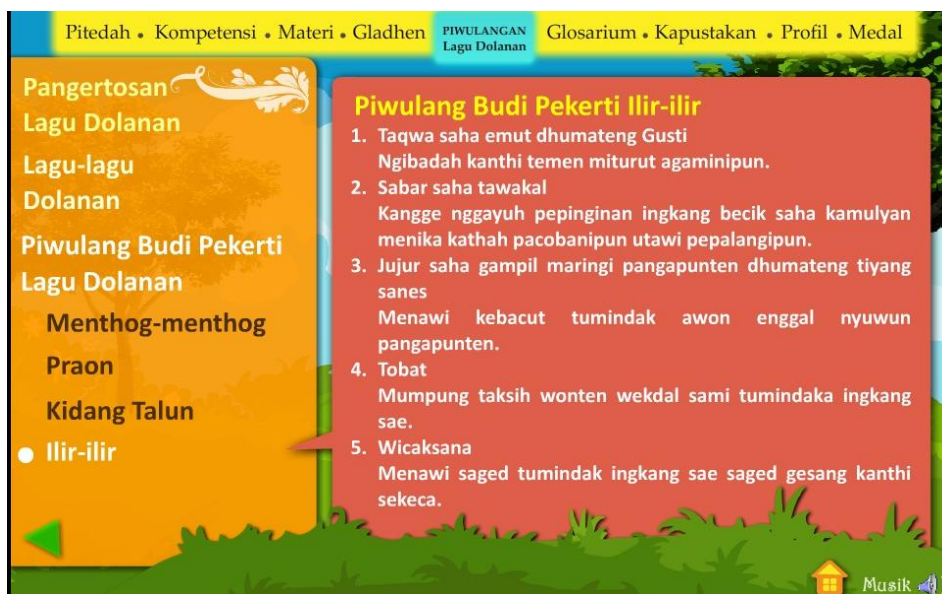 Pitedah • Kompetensi • Materi • Gladhen PIWULANGAN Lagu Dolanan Glosarium • Kapustakan • Profil • Medal
Pangertosan
Lagu Dolanan
Lagu-lagu
Dolanan
Piwulang Budi Pekerti
Lagu Dolanan
Menthog-menthog
Praon
Kidang Talun
Ilir-ilir
Piwulang Budi Pekerti Ilir-ilir
1. Taqwa saha emut dhumateng Gusti
Ngibadah kanthi temen miturut agaminipun.
2. Sabar saha tawakal
Kangge nggayuh pepinginan ingkang becik saha kamulyan
menika kathah pacobanipun utawi pepalangipun.
3. Jujur saha gampil maringi pangapunten dhumateng tiyang
sanes
Menawi kebacut tumindak awon enggal nyuwun
pangapunten.
4. Tobat
Mumpung taksih wonten wekdal sami tumindaka ingkang
sae.
5. Wicaksana
Menawi saged tumindak ingkang sae saged gesang kanthi
sekeca.
Musik